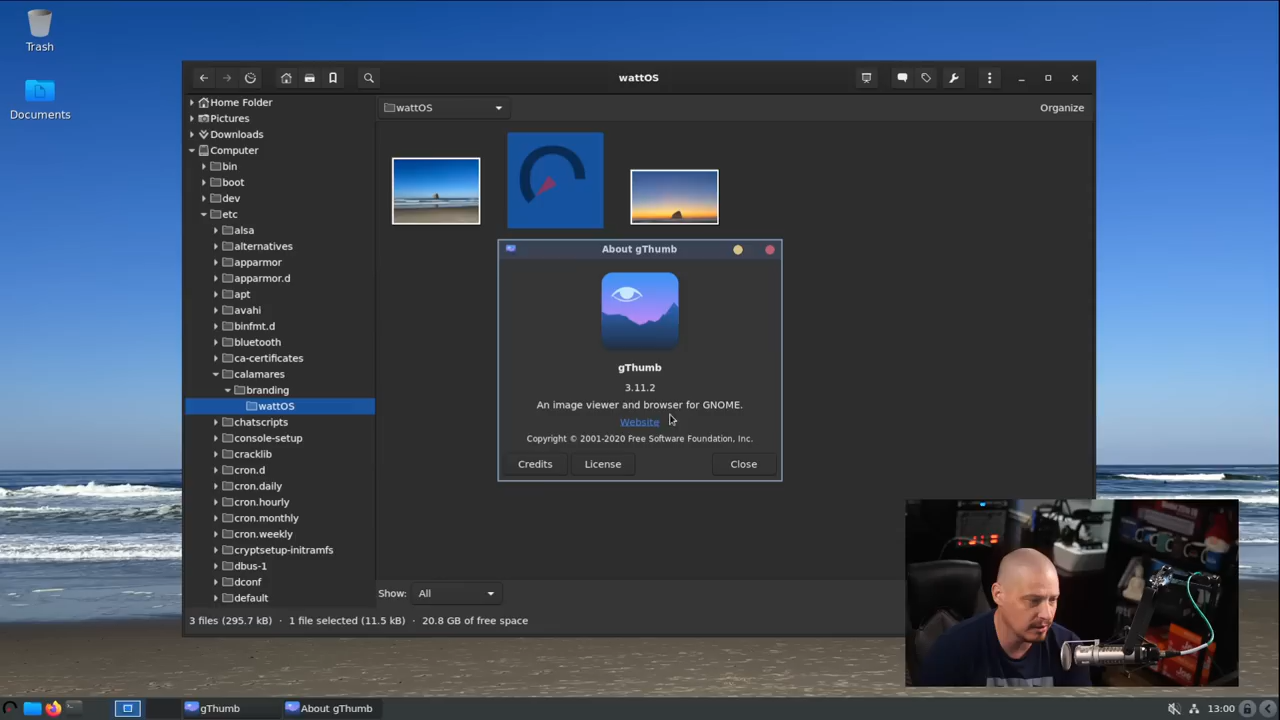 Trash
Documents
wattOS
wattOS
Organize
Home Folder
Pictures
Downloads
Computer
bin
boot
dev
etc
alsa
alternatives
apparmor
apparmor.d
apt
avahi
binfmt.d
bluetooth
ca-certificates
calamares
branding
wattOS
chatscripts
console-setup
cracklib
cron.d
cron.daily
cron.hourly
cron.monthly
cron.weekly
cryptsetup-initramfs
dbus-1
dconf
default
About gThumb
gThumb
3.11.2
An image viewer and browser for GNOME.
Website
Copyright © 2001-2020 Free Software Foundation, Inc.
Credits
License
Close
Show: All
3 files (295.7 kB) · 1 file selected (11.5 kB) · 20.8 GB of free space
gThumb
About gThumb
13:00